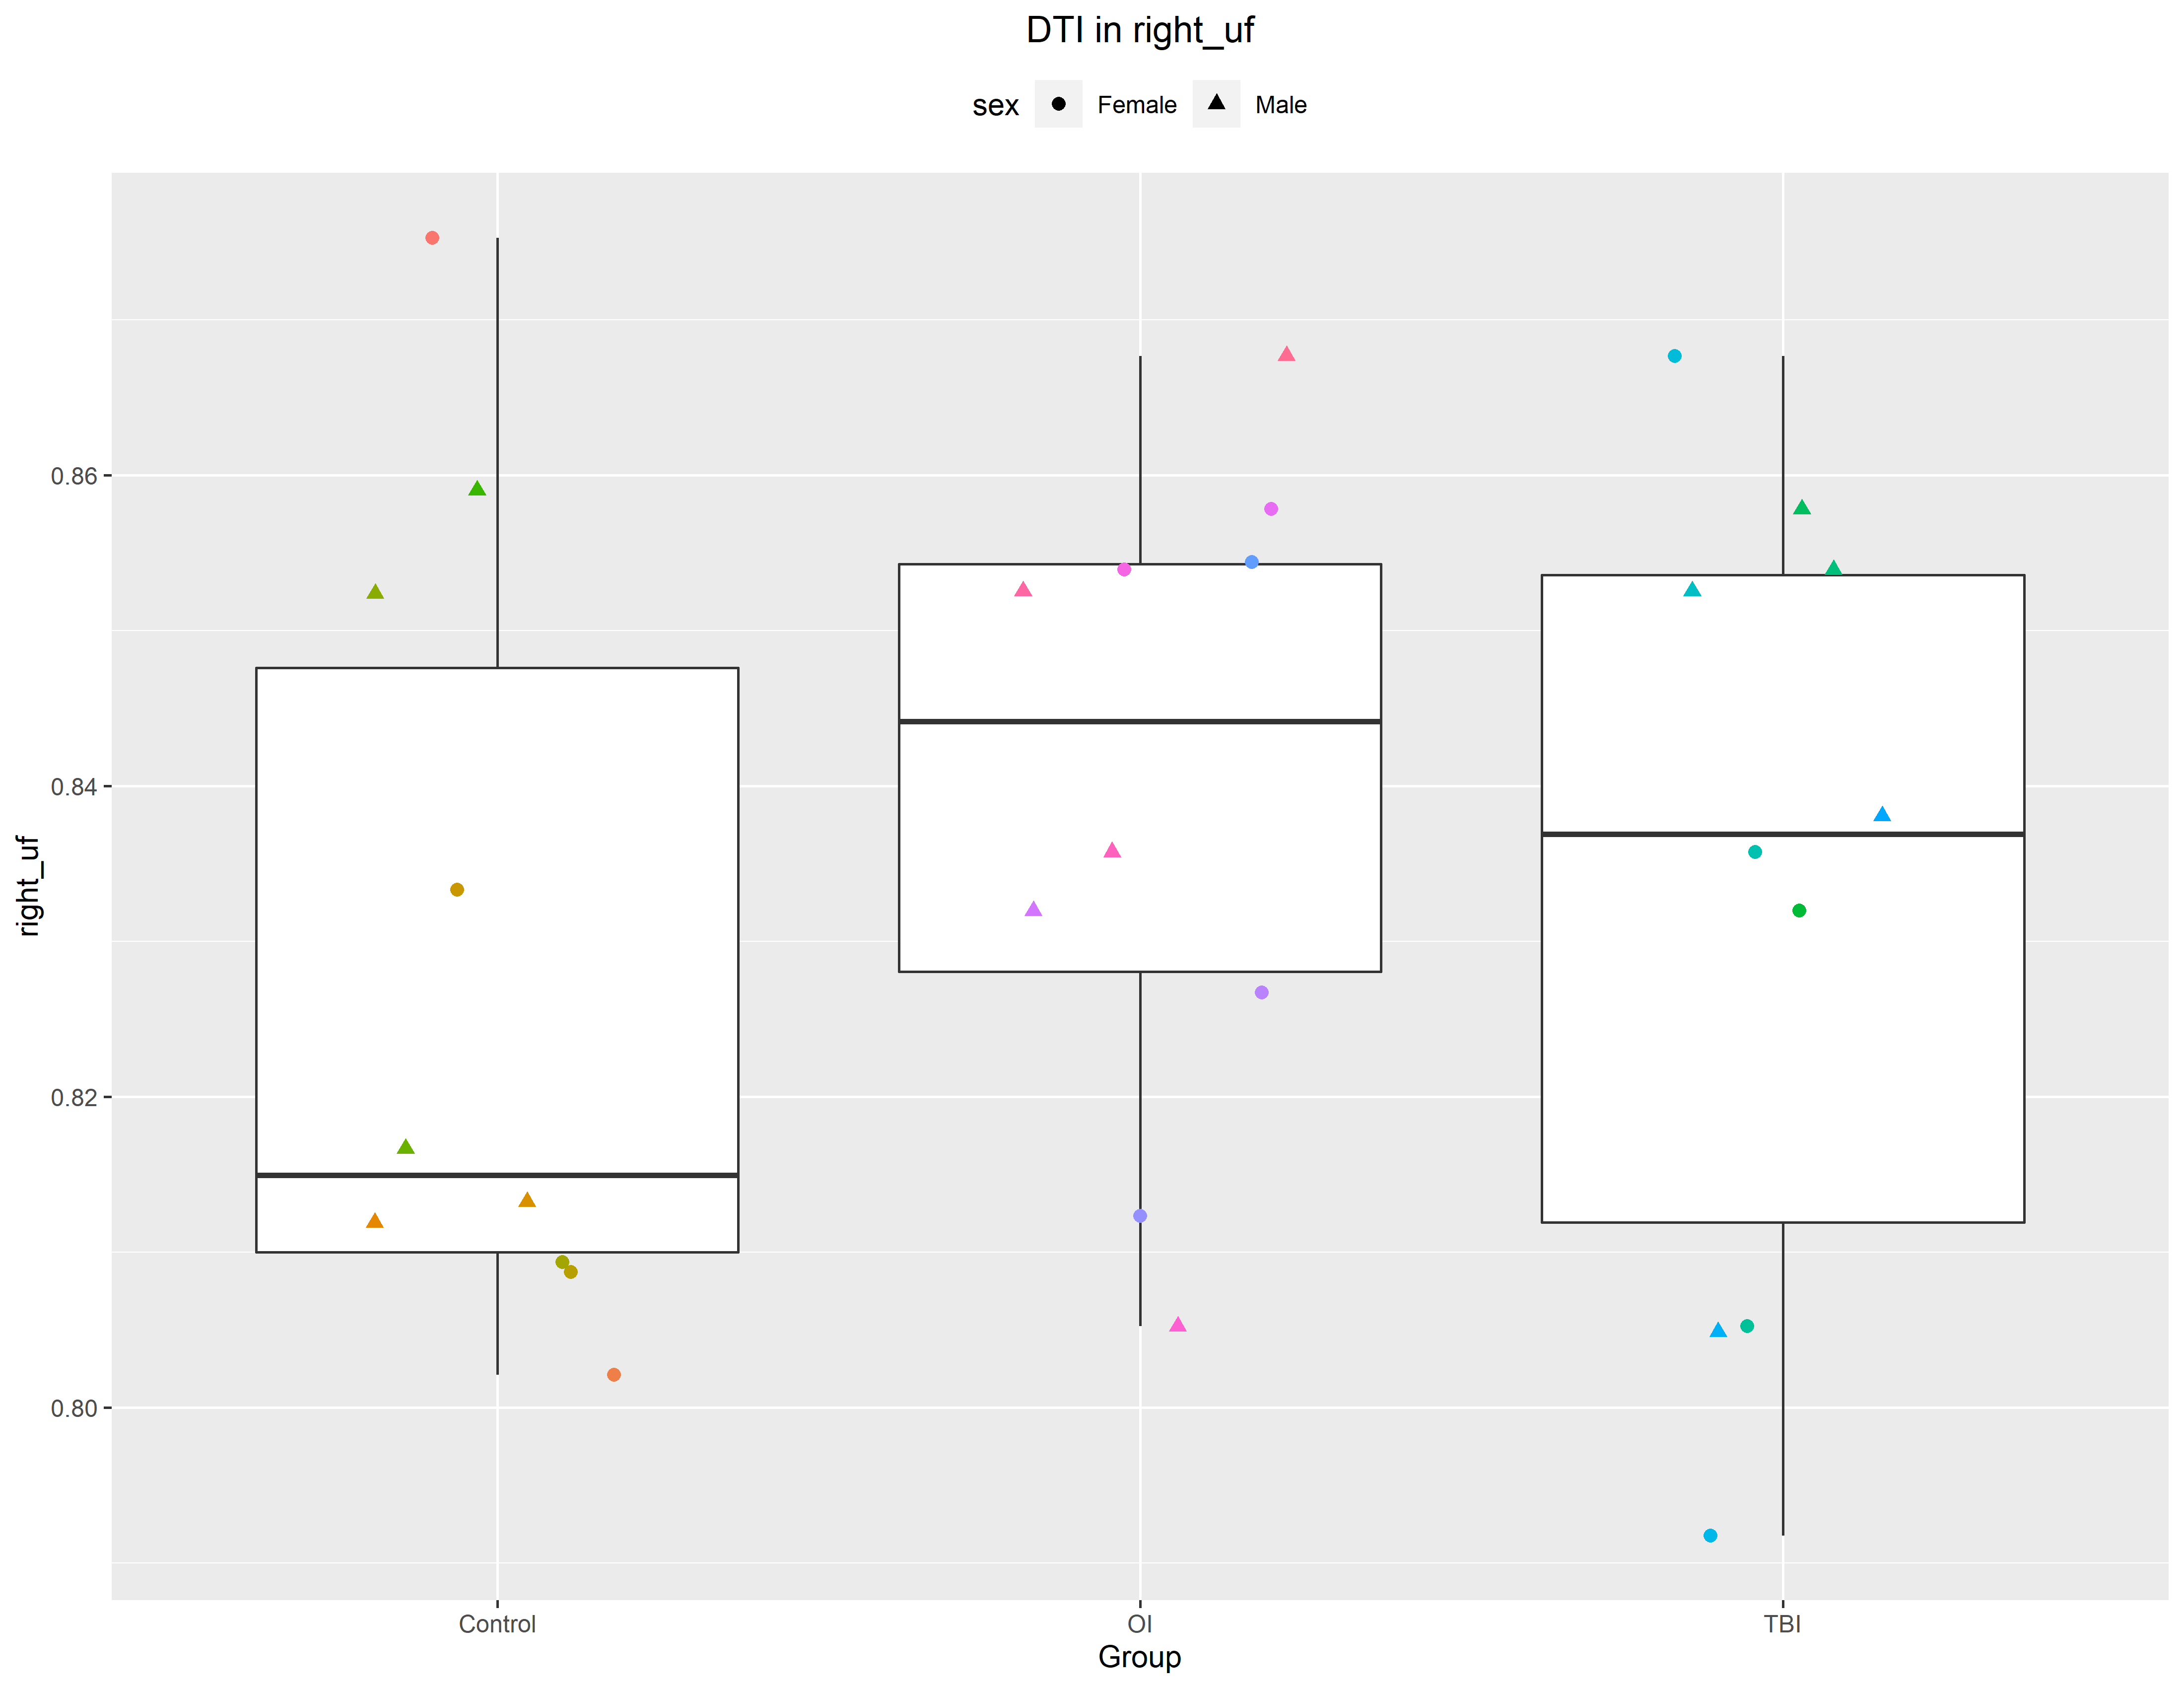 DTI in right_uf
sex Female Male
right_uf
0.86
0.84
0.82
0.80
Control OI TBI
Group